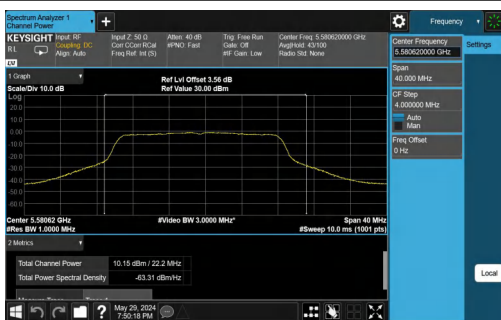 Spectrum Analyzer 1
Channel Power
Frequency
KEYSIGHT
Input: RF
Coupling: DC
Align: Auto
Input Z: 50 Ω
Corr CCorr RCal
Freq Ref: Int (S)
Atten: 40 dB
#PNO: Fast
Trig: Free Run
Gate: Off
#IF Gain: Low
Center Freq: 5.580620000 GHz
Avg|Hold: 43/100
Radio Std: None
RL
Center Frequency
5.580620000 GHz
Settings
Span
40.000 MHz
CF Step
4.000000 MHz
Auto
Man
Freq Offset
0 Hz
1 Graph
Scale/Div 10.0 dB
Ref Lvl Offset 3.56 dB
Ref Value 30.00 dBm
Log
20.0
10.0
0.00
-10.0
-20.0
-30.0
-40.0
-50.0
-60.0
Center 5.58062 GHz
#Res BW 1.0000 MHz
#Video BW 3.0000 MHz*
Span 40 MHz
#Sweep 10.0 ms (1001 pts)
2 Metrics
Total Channel Power 10.15 dBm / 22.2 MHz
Total Power Spectral Density -63.31 dBm/Hz
Local
?
May 29, 2024
7:50:18 PM